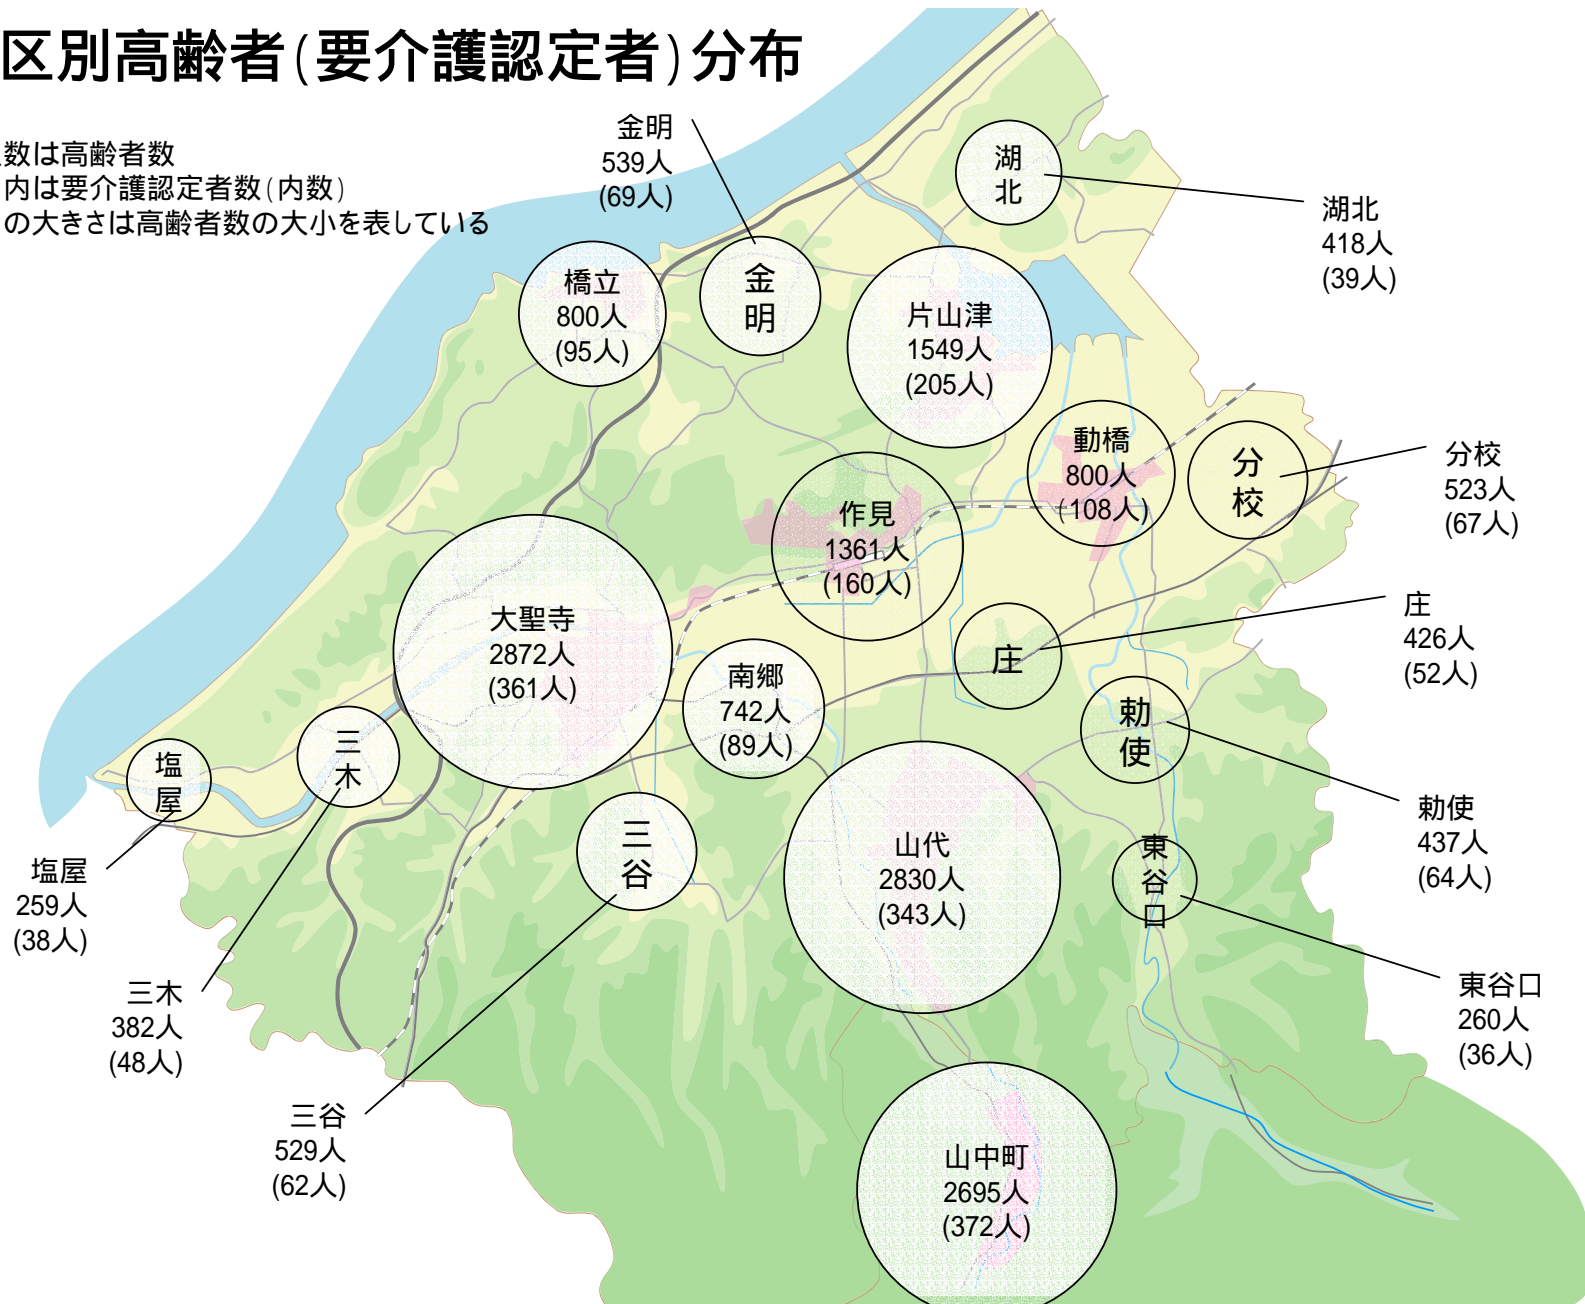 区別高齢者(要介護認定者)分布
数は高齢者数
内は要介護認定者数(内数)
の大きさは高齢者数の大小を表している
金明
539人
(69人)
湖
北
湖北
418人
(39人)
橋立
800人
(95人)
金
明
片山津
1549人
(205人)
動橋
800人
(108人)
分
校
分校
523人
(67人)
作見
1361人
(160人)
大聖寺
2872人
(361人)
南郷
742人
(89人)
庄
庄
426人
(52人)
勅
使
勅使
437人
(64人)
塩
屋
塩屋
259人
(38人)
三
木
三木
382人
(48人)
三
谷
三谷
529人
(62人)
山代
2830人
(343人)
東
谷
口
東谷口
260人
(36人)
山中町
2695人
(372人)